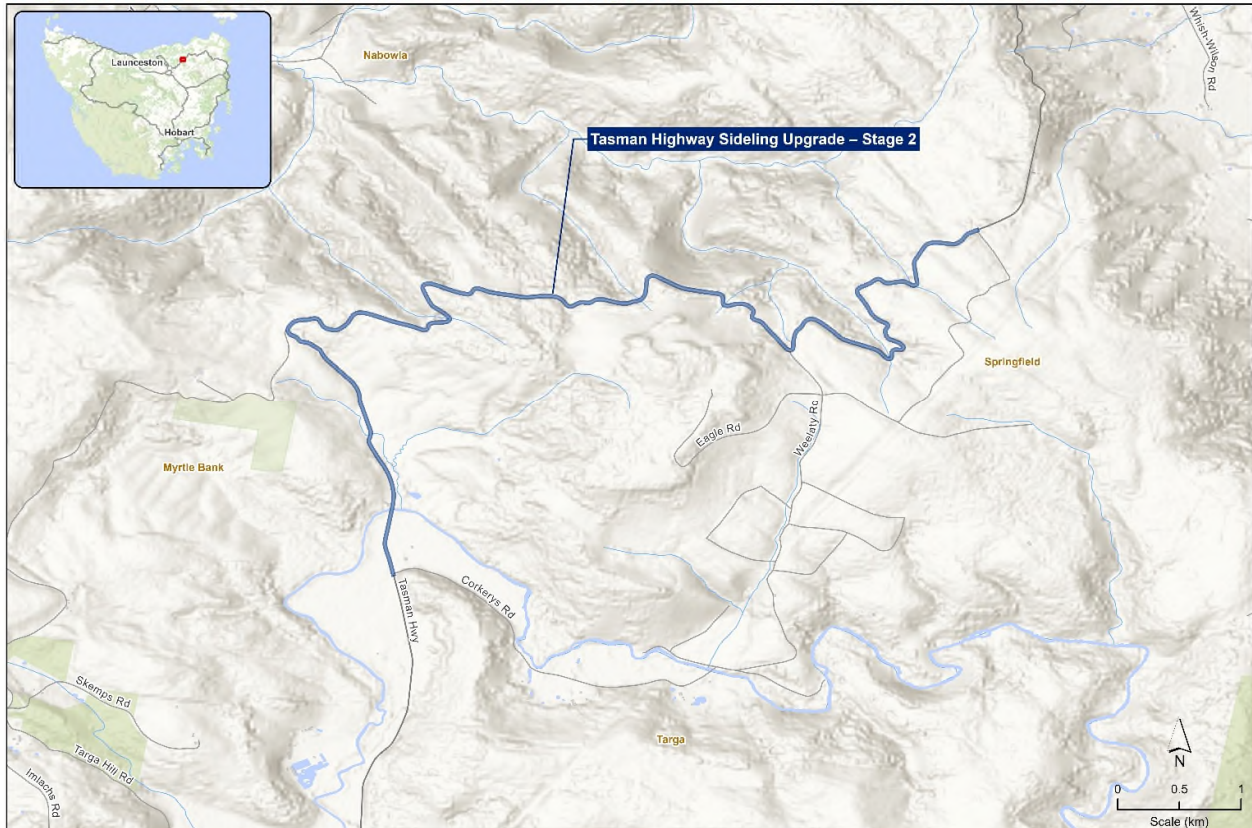 Launceston
Hobart
Nabowla
Whish-Wilson Rd
Tasman Highway Sideling Upgrade – Stage 2
Springfield
Eagle Rd
Weelaty Rd
Myrtle Bank
Corkerys Rd
Tasman Hwy
Skemps Rd
Targa Hill Rd
Targa
Imlachs Rd
N
0 0.5 1
Scale (km)